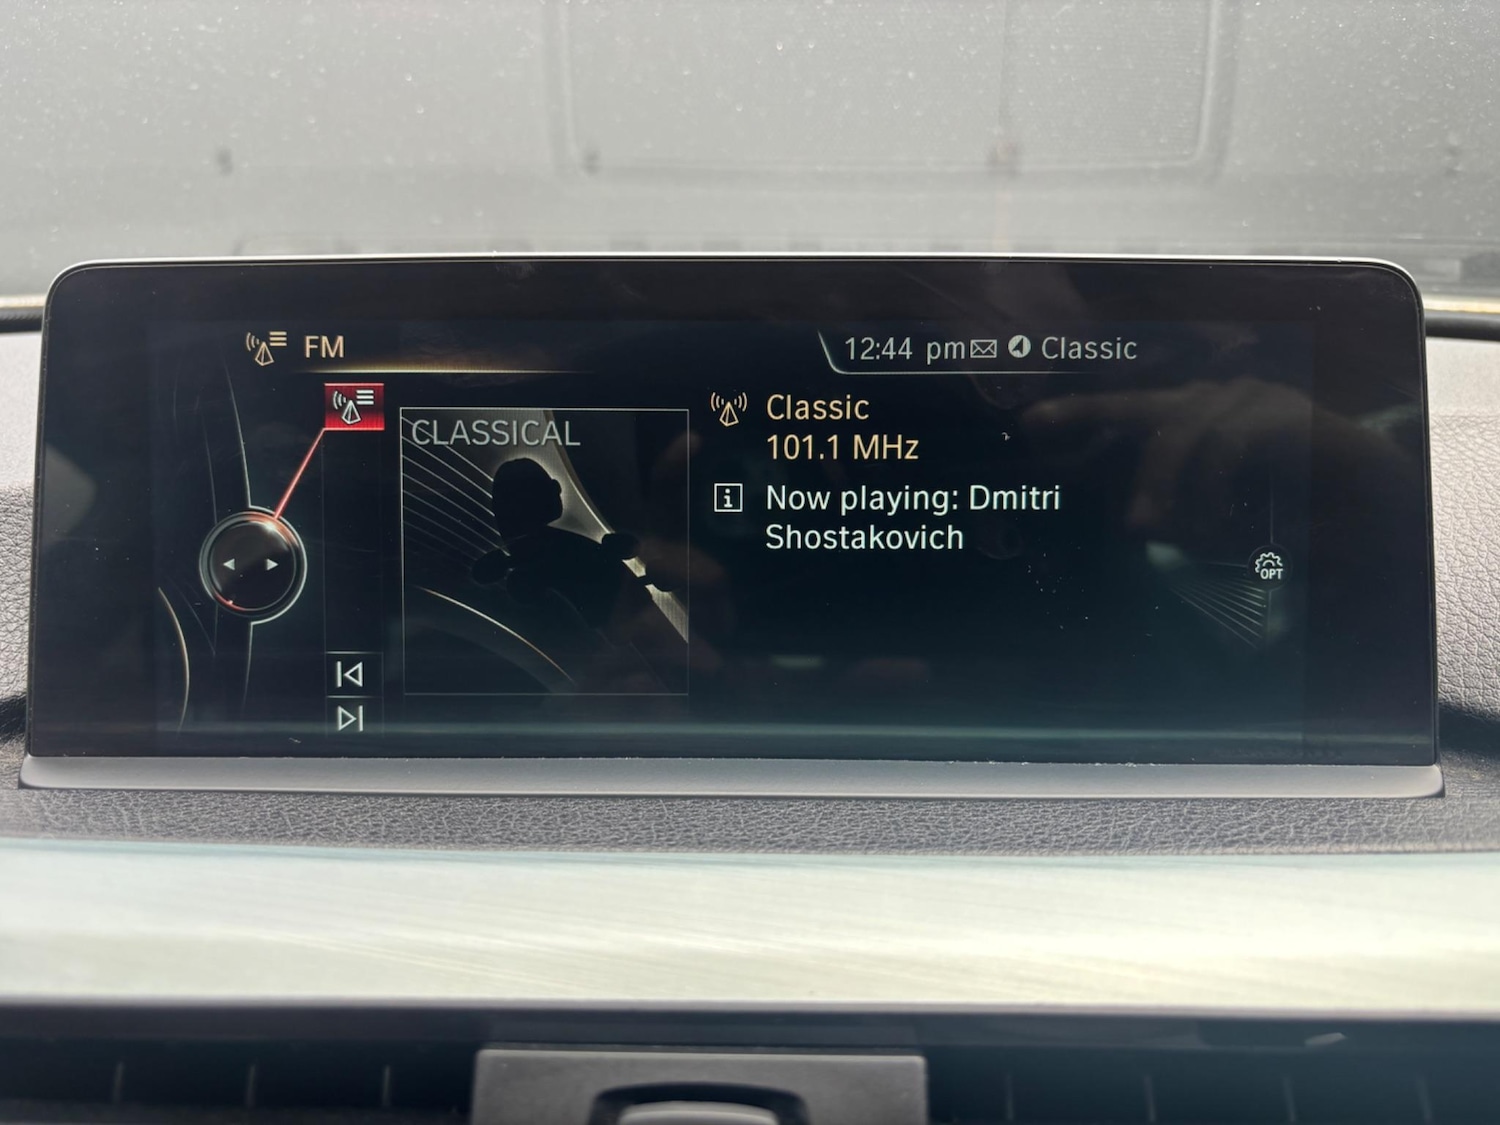 FM
12:44 pm Classic
CLASSICAL
Classic
101.1 MHz
Now playing: Dmitri
Shostakovich
OPT